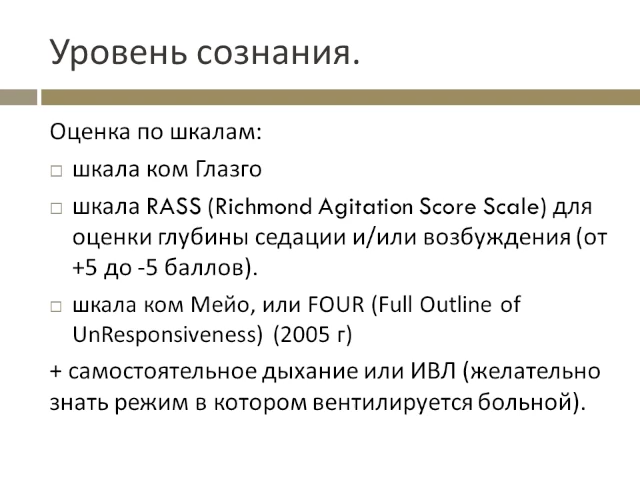 Уровень сознания.
Оценка по шкалам:
шкала ком Глазго
шкала RASS (Richmond Agitation Score Scale) для
оценки глубины седации и/или возбуждения (от
+5 до -5 баллов).
шкала ком Мейо, или FOUR (Full Outline of
UnResponsiveness) (2005 г)
+ самостоятельное дыхание или ИВЛ (желательно
знать режим в котором вентилируется больной).